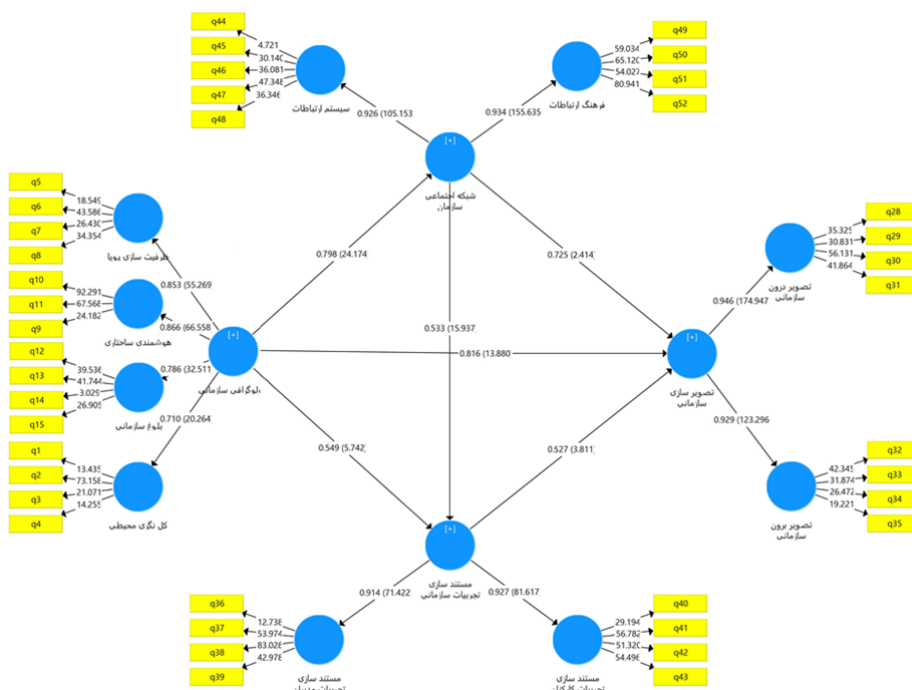 q44
q45
q46
q47
q48
4.721
30.140
36.081
47.348
36.346
سیستم ارتباطات
0.926 (105.153
q49
q50
q51
q52
59.034
65.120
54.027
80.941
فرهنگ ارتباطات
0.934 (155.635
[+]
شبکه اجتماعی
سازمان
q5
q6
q7
q8
18.549
43.586
26.430
34.354
ظرفیت سازی پویا
0.853 (55.269
q10
q11
q9
92.291
67.568
24.182
هوشمندی ساختاری
0.866 (66.558
q12
q13
q14
q15
39.536
41.744
3.025
26.905
بلوغ سازمانی
0.786 (32.511
q1
q2
q3
q4
13.435
73.158
21.071
14.255
کل نگری محیطی
0.710 (20.264
[+]
سازمانی
0.798 (24.174
0.725 (2.414
0.533 (15.937
0.816 (13.880
0.549 (5.742
0.527 (3.811
[+]
تصویر سازی
سازمانی
q28
q29
q30
q31
35.325
30.831
56.131
41.864
تصویر درون
سازمانی
0.946 (174.947
q32
q33
q34
q35
42.345
31.874
26.472
19.221
تصویر برون
سازمانی
0.929 (123.296
[+]
مستند سازی
تجربیات سازمانی
0.914 (71.422
0.927 (81.617
q36
q37
q38
q39
12.738
53.974
83.028
42.978
مستند سازی
تجربیات مدیران
q40
q41
q42
q43
29.194
56.782
51.320
54.496
مستند سازی
تجربیات کارکنان